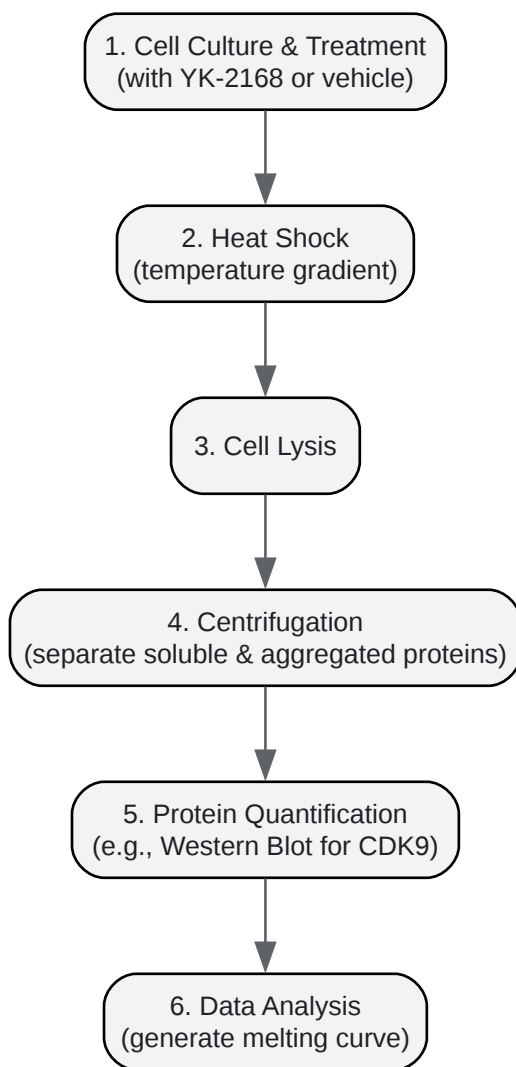 1. Cell Culture & Treatment
(with YK-2168 or vehicle)
2. Heat Shock
(temperature gradient)
3. Cell Lysis
4. Centrifugation
(separate soluble & aggregated proteins)
5. Protein Quantification
(e.g., Western Blot for CDK9)
6. Data Analysis
(generate melting curve)